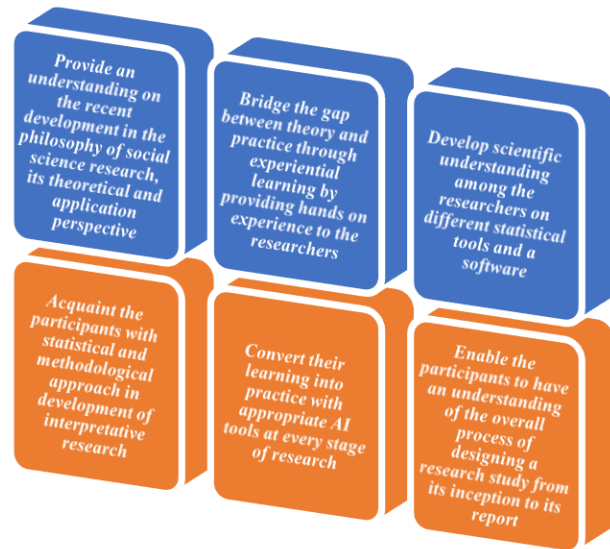 Provide an
understanding on
the recent
development in the
philosophy of social
science research,
its theoretical and
application
perspective
Bridge the gap
between theory and
practice through
experiential
learning by
providing hands on
experience to the
researchers
Develop scientific
understanding
among the
researchers on
different statistical
tools and a
software
Acquaint the
participants with
statistical and
methodological
approach in
development of
interpretative
research
Convert their
learning into
practice with
appropriate AI
tools at every stage
of research
Enable the
participants to have
an understanding
of the overall
process of
designing a
research study from
its inception to its
report